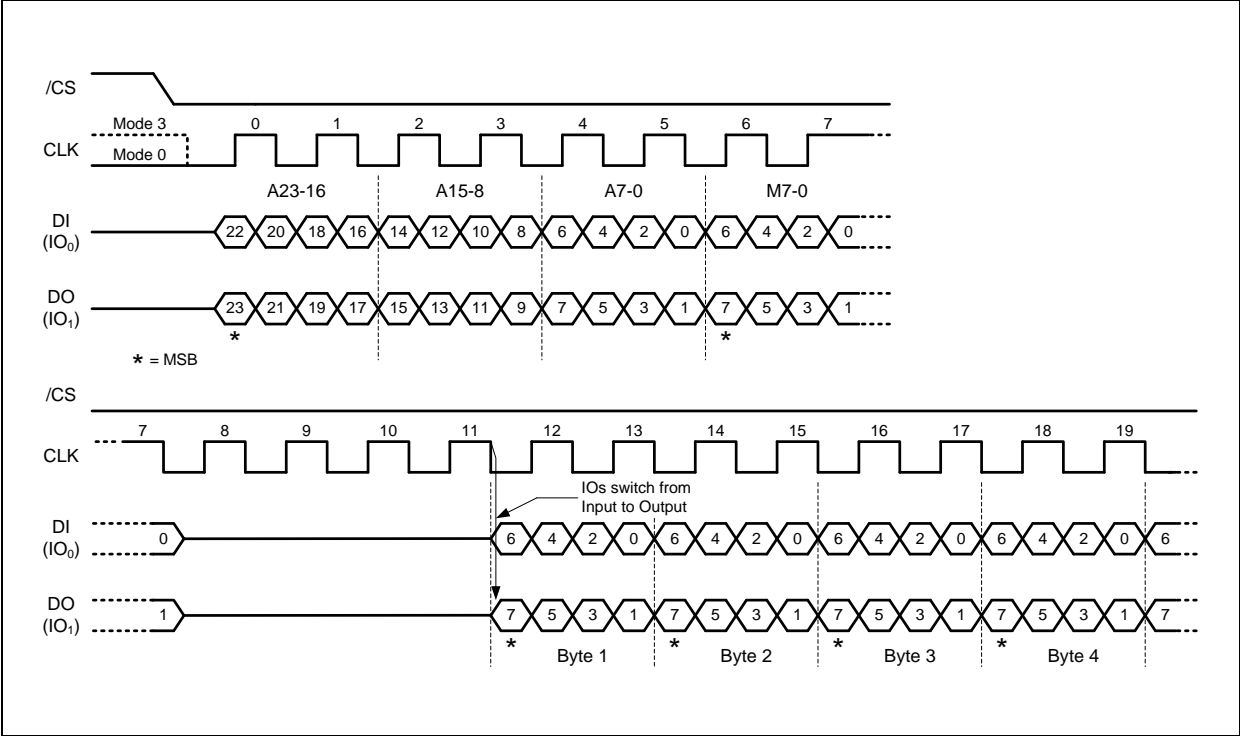 /CS
Mode 3
CLK
Mode 0
0 1 2 3 4 5 6 7
A23-16 A15-8 A7-0 M7-0
DI
(IO0)
22 20 18 16 14 12 10 8 6 4 2 0 6 4 2 0
DO
(IO1)
23 21 19 17 15 13 11 9 7 5 3 1 7 5 3 1
* *
* = MSB
/CS
7 8 9 10 11 12 13 14 15 16 17 18 19
CLK
IOs switch from
Input to Output
DI
(IO0)
0 6 4 2 0 6 4 2 0 6 4 2 0 6 4 2 0 6
DO
(IO1)
1 7 5 3 1 7 5 3 1 7 5 3 1 7 5 3 1 7
* * * *
Byte 1 Byte 2 Byte 3 Byte 4